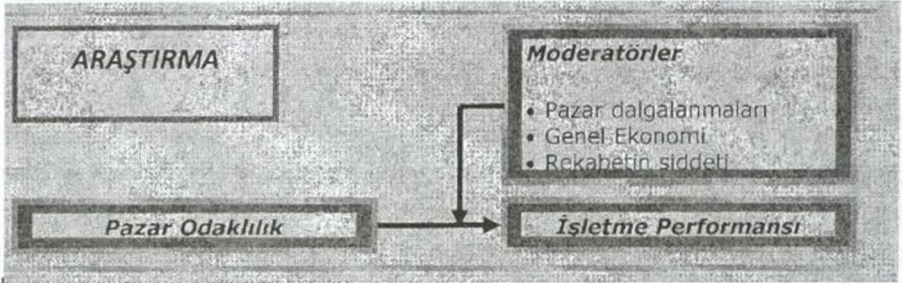 ARAŞTIRMA
Moderatörler
• Pazar dalgalanmaları
• Genel Ekonomi
• Rekabetin şiddeti
Pazar Odaklılık
İşletme Performansı